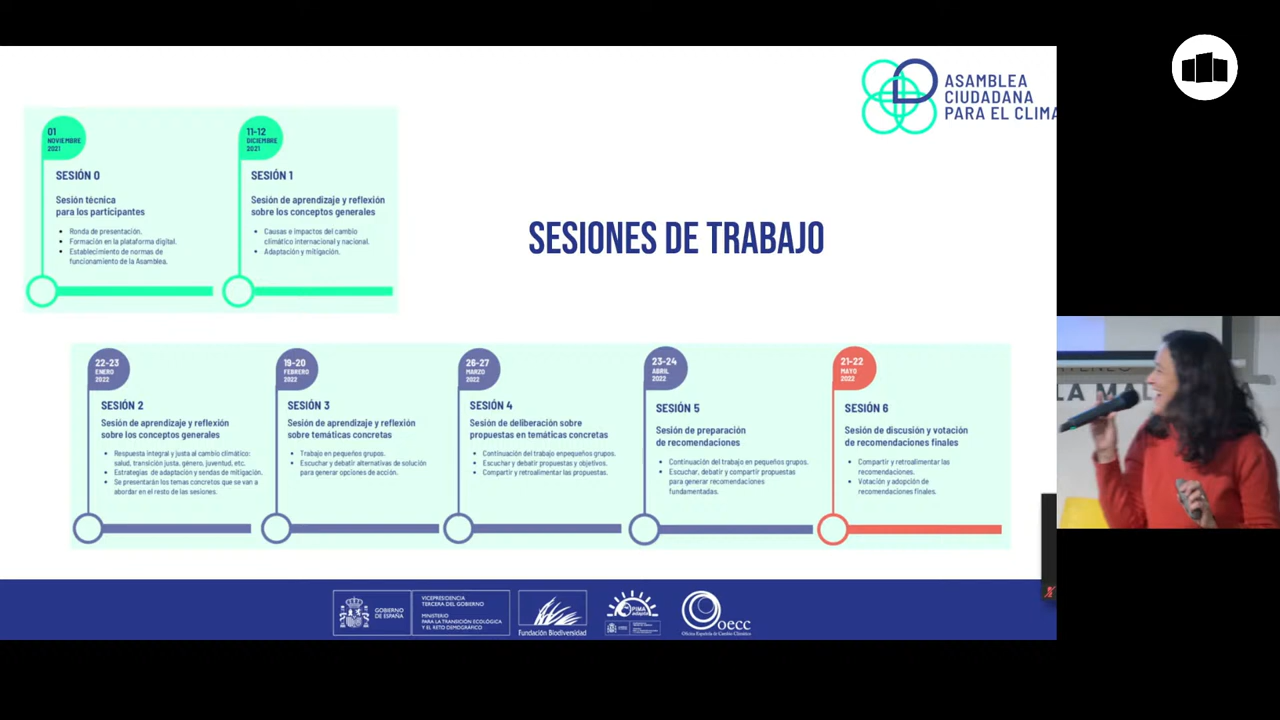 ASAMBLEA
CIUDADANA
PARA EL CLIMA
01
NOVIEMBRE
2021
SESIÓN 0
Sesión técnica
para los participantes
• Ronda de presentación.
• Formación en la plataforma digital.
• Establecimiento de normas de
funcionamiento de la Asamblea.
11-12
DICIEMBRE
2021
SESIÓN 1
Sesión de aprendizaje y reflexión
sobre los conceptos generales
• Causas e impactos del cambio
climático internacional y nacional.
• Adaptación y mitigación.
SESIONES DE TRABAJO
22-23
ENERO
2022
SESIÓN 2
Sesión de aprendizaje y reflexión
sobre los conceptos generales
• Respuesta integral y justa al cambio climático:
salud, transición justa, género, juventud, etc.
• Estrategias de adaptación y sendas de mitigación.
• Se presentarán los temas concretos que se van a
abordar en el resto de las sesiones.
19-20
FEBRERO
2022
SESIÓN 3
Sesión de aprendizaje y reflexión
sobre temáticas concretas
• Trabajo en pequeños grupos.
• Escuchar y debatir alternativas de solución
para generar opciones de acción.
26-27
MARZO
2022
SESIÓN 4
Sesión de deliberación sobre
propuestas en temáticas concretas
• Continuación del trabajo enpequeños grupos.
• Escuchar y debatir propuestas y objetivos.
• Compartir y retroalimentar las propuestas.
23-24
ABRIL
2022
SESIÓN 5
Sesión de preparación
de recomendaciones
• Continuación del trabajo en pequeños grupos.
• Escuchar, debatir y compartir propuestas
para generar recomendaciones
fundamentadas.
21-22
MAYO
2022
SESIÓN 6
Sesión de discusión y votación
de recomendaciones finales
• Compartir y retroalimentar las
recomendaciones.
• Votación y adopción de
recomendaciones finales.
GOBIERNO
DE ESPAÑA
VICEPRESIDENCIA
TERCERA DEL GOBIERNO
MINISTERIO
PARA LA TRANSICIÓN ECOLÓGICA
Y EL RETO DEMOGRÁFICO
Fundación Biodiversidad
PIMA
adapta
oecc
Oficina Española de Cambio Climático
LA MAL